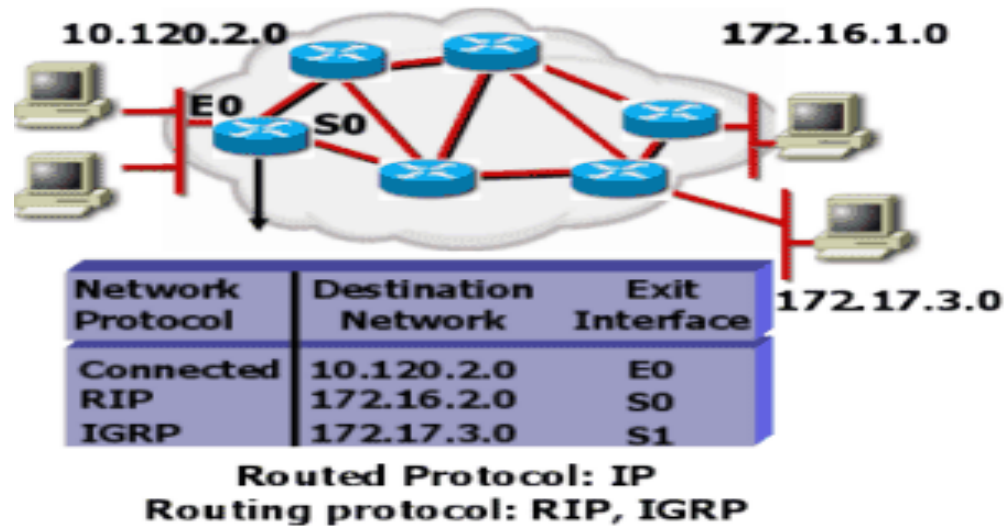 10.120.2.0
172.16.1.0
E0
S0
172.17.3.0
Network Protocol
Destination Network
Exit Interface
Connected 10.120.2.0 E0
RIP 172.16.2.0 S0
IGRP 172.17.3.0 S1
Routed Protocol: IP
Routing protocol: RIP, IGRP